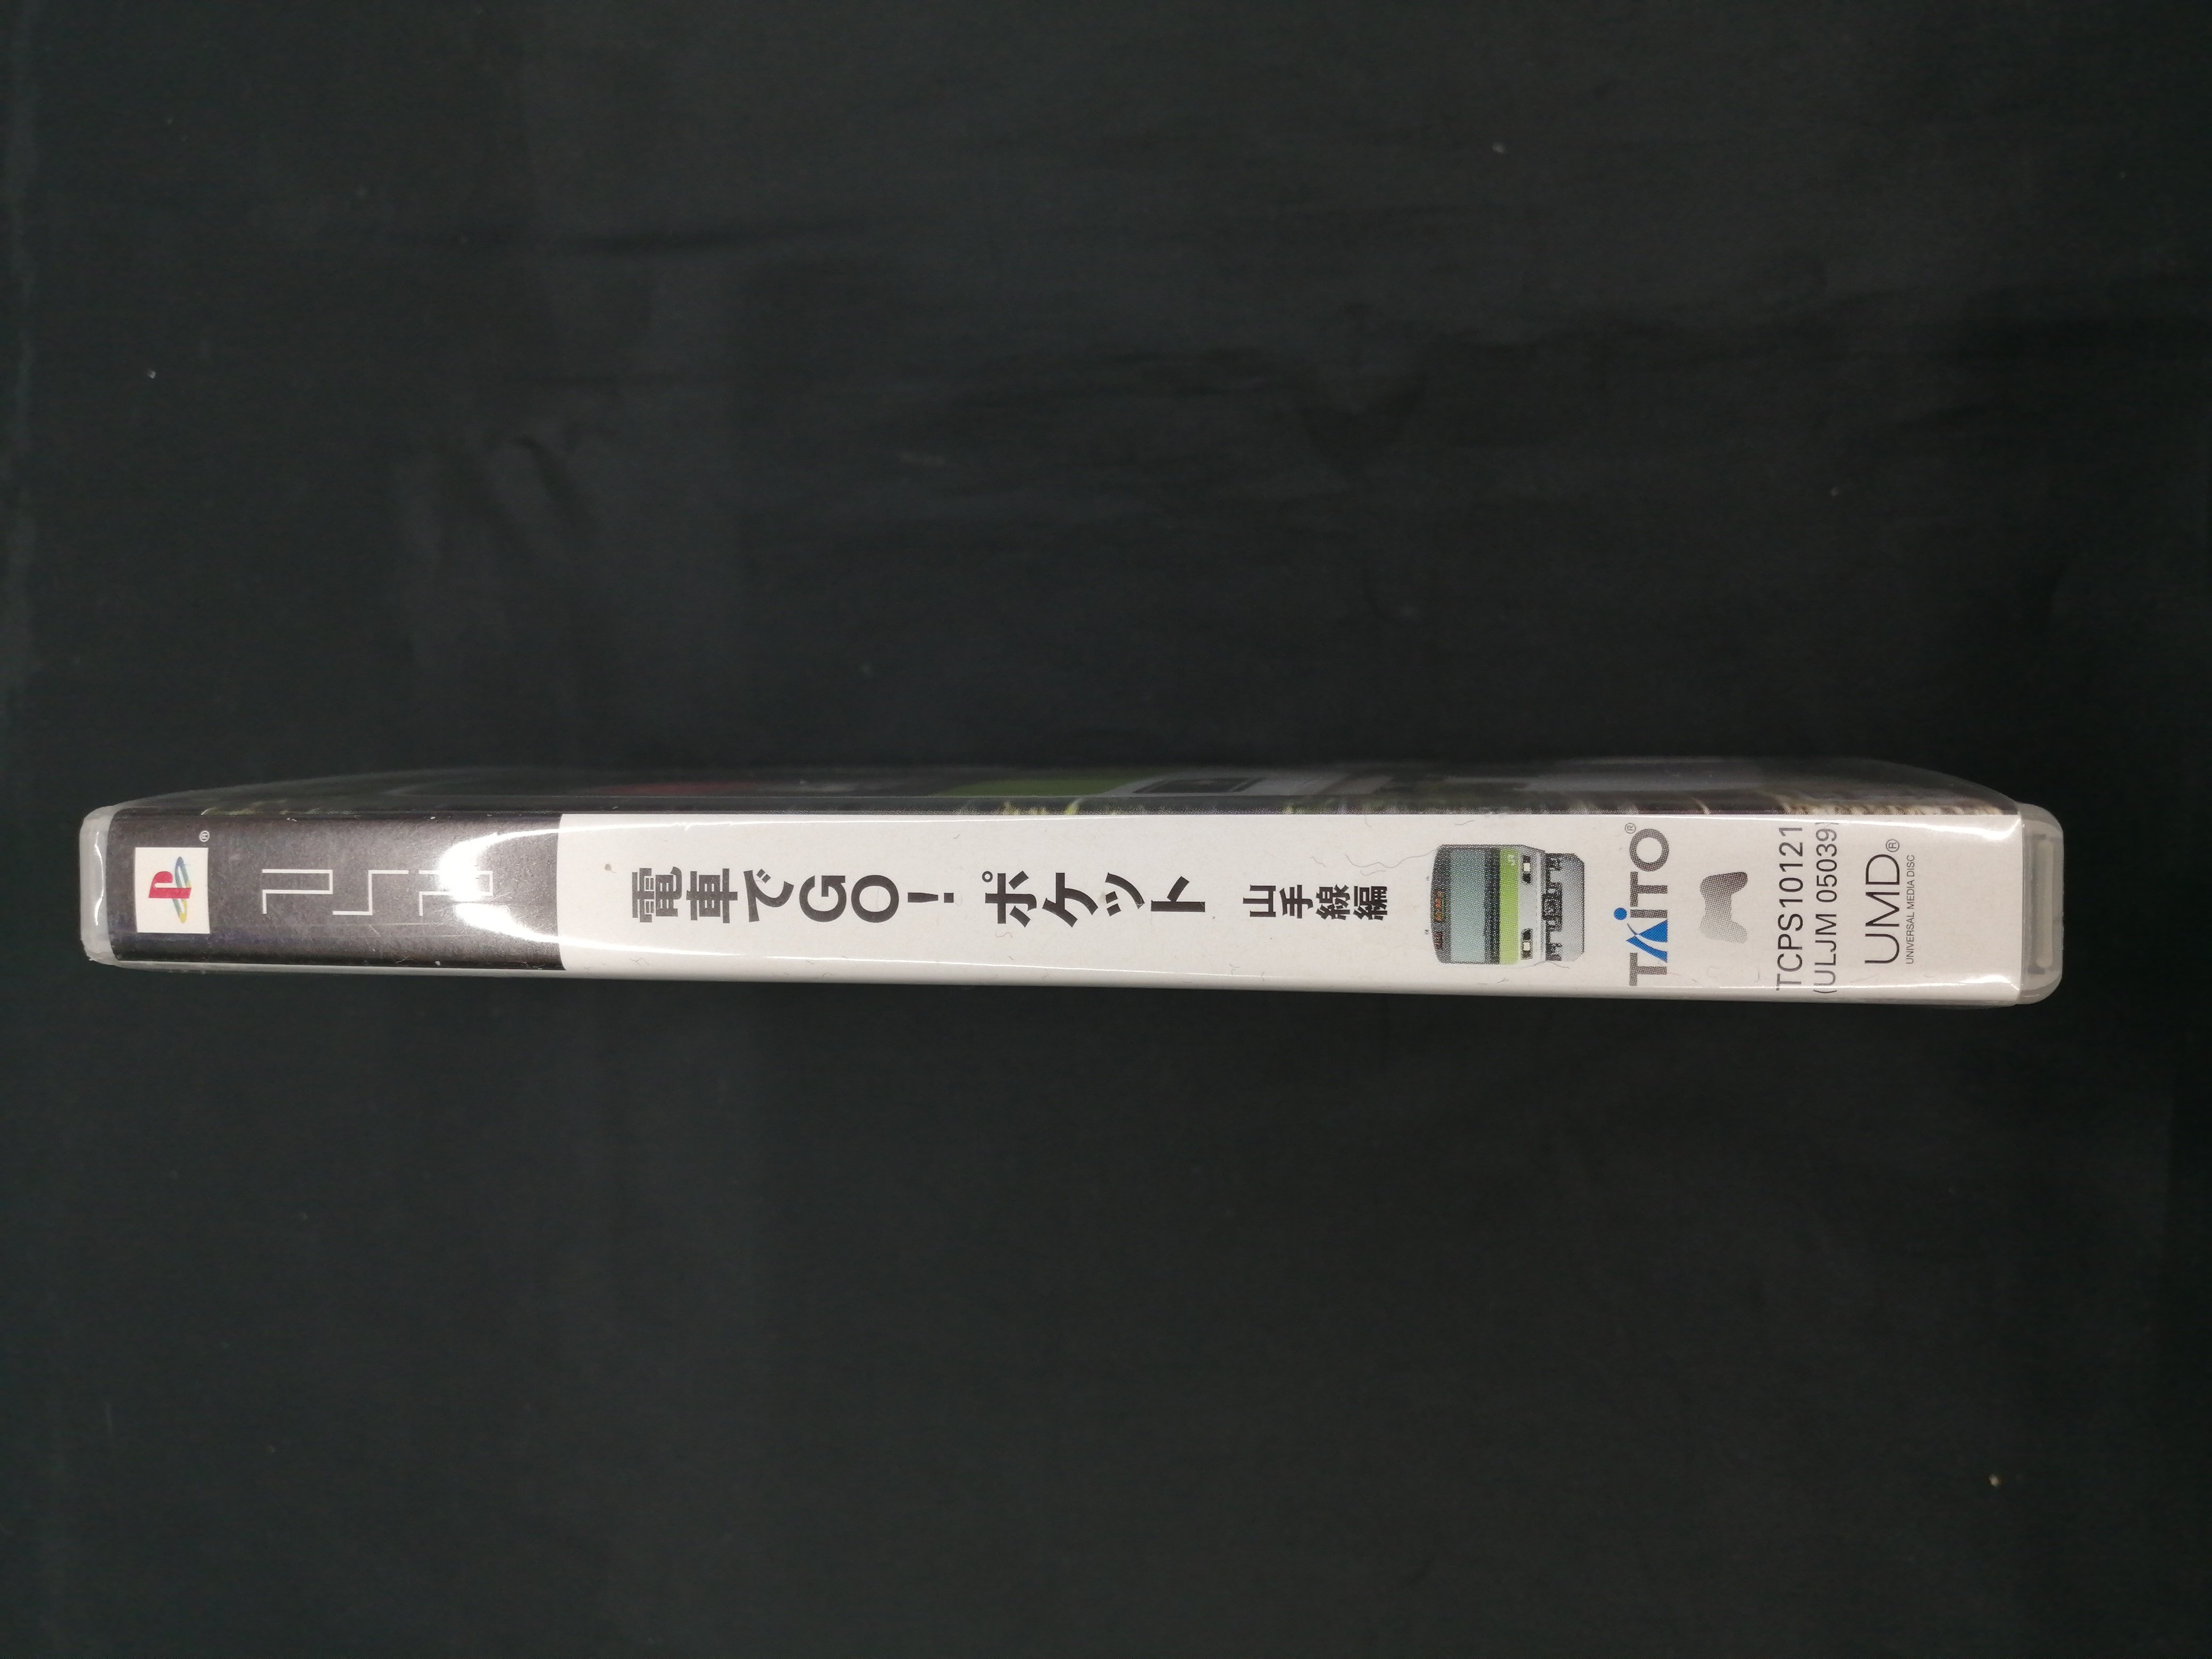 PSP
電車でGO！ポケット 山手線編
JR
TAITO®
TCPS10121
(ULJM 05039)
UMD®
UNIVERSAL MEDIA DISC